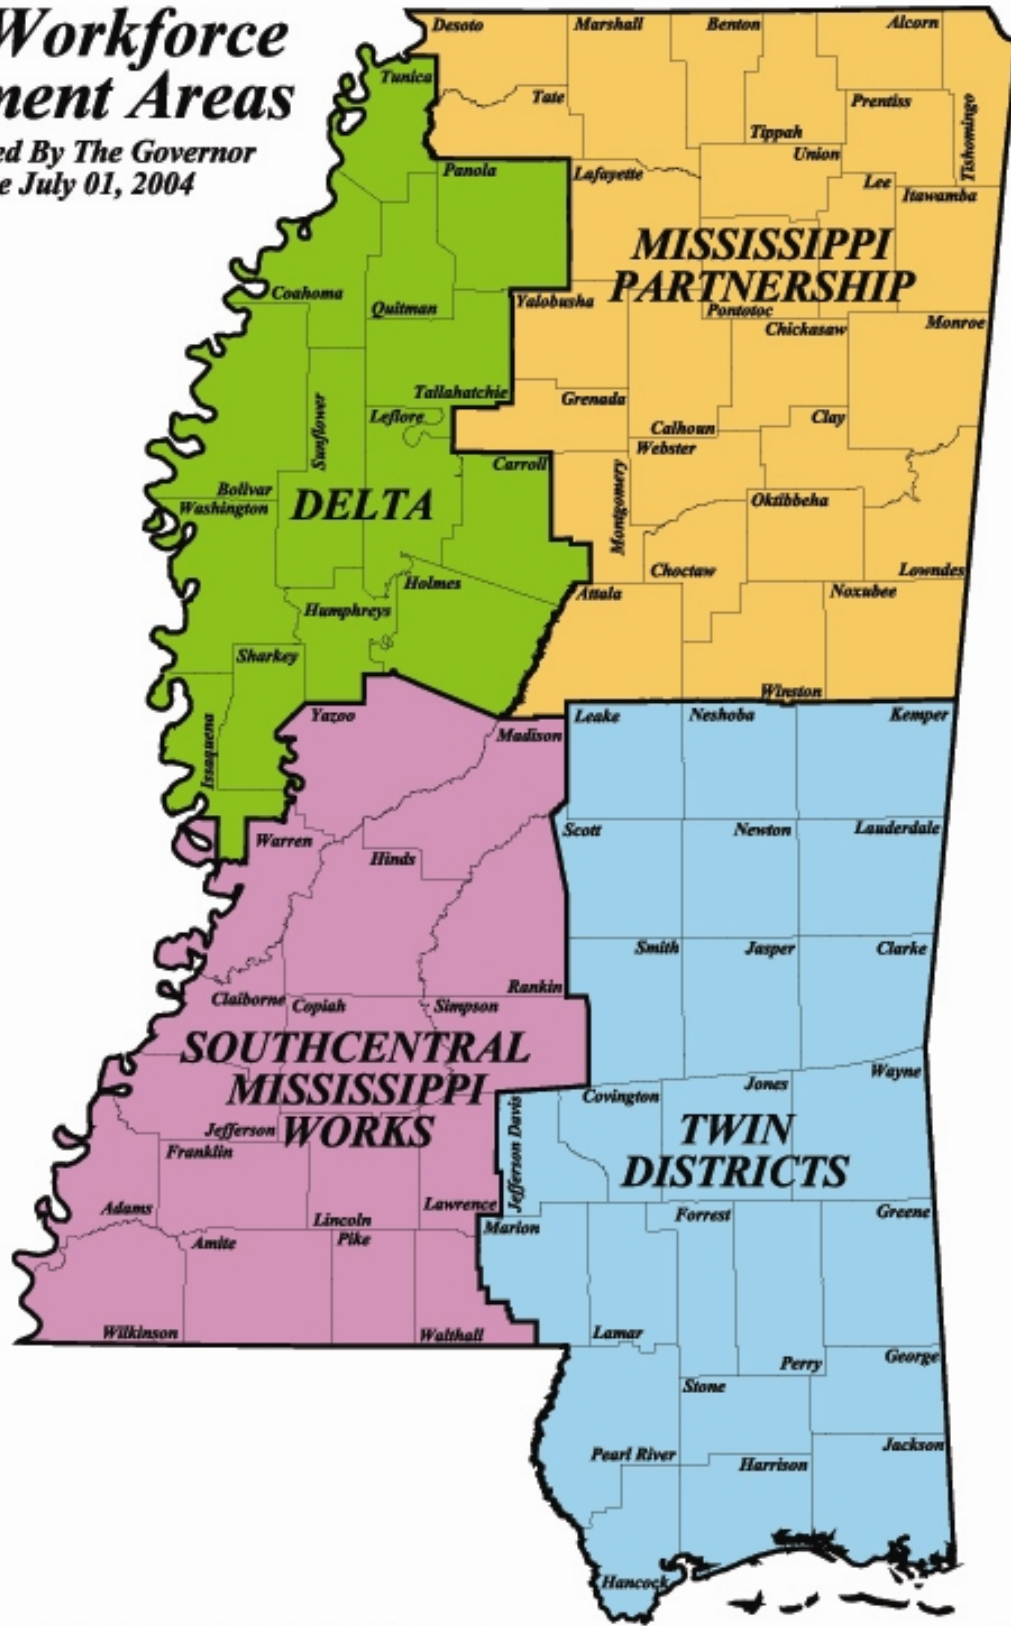 Workforce
ment Areas
ed By The Governor
e July 01, 2004
Desoto
Marshall
Benton
Alcorn
Tunica
Tate
Prentiss
Tishomingo
Tippah
Union
Panola
Lafayette
Lee
Itawamba
MISSISSIPPI
PARTNERSHIP
Coahoma
Quitman
Yalobusha
Pontotoc
Chickasaw
Monroe
Tallahatchie
Grenada
Leflore
Sunflower
Calhoun
Clay
Webster
Carroll
Montgomery
Bolivar
Washington
DELTA
Oktibbeha
Choctaw
Lowndes
Holmes
Attala
Noxubee
Humphreys
Sharkey
Winston
Issaquena
Yazoo
Madison
Leake
Neshoba
Kemper
Warren
Hinds
Scott
Newton
Lauderdale
Smith
Jasper
Clarke
Rankin
Claiborne
Copiah
Simpson
SOUTHCENTRAL
MISSISSIPPI
WORKS
Wayne
Jones
Covington
Jefferson Davis
TWIN
DISTRICTS
Jefferson
Franklin
Adams
Lincoln
Lawrence
Marion
Forrest
Greene
Amite
Pike
Wilkinson
Walthall
Lamar
Perry
George
Stone
Pearl River
Harrison
Jackson
Hancock